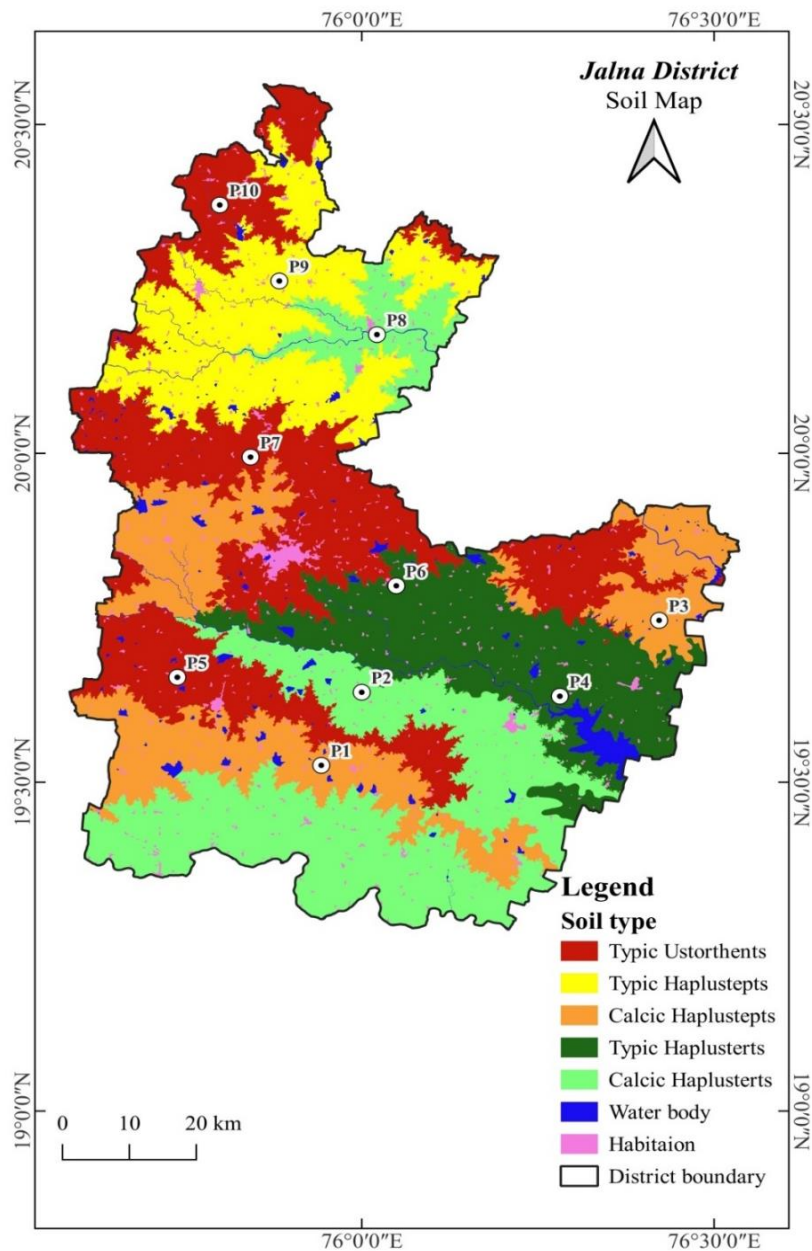 76°0′0″E
76°30′0″E
Jalna District
Soil Map
20°30′0″N
20°30′0″N
P10
P9
P8
20°0′0″N
20°0′0″N
P7
P6
P3
P5
P2
P4
P1
19°30′0″N
19°30′0″N
Legend
Soil type
Typic Ustorthents
Typic Haplustepts
Calcic Haplustepts
Typic Haplusterts
Calcic Haplusterts
Water body
Habitaion
District boundary
19°0′0″N
19°0′0″N
0 10 20 km
76°0′0″E
76°30′0″E